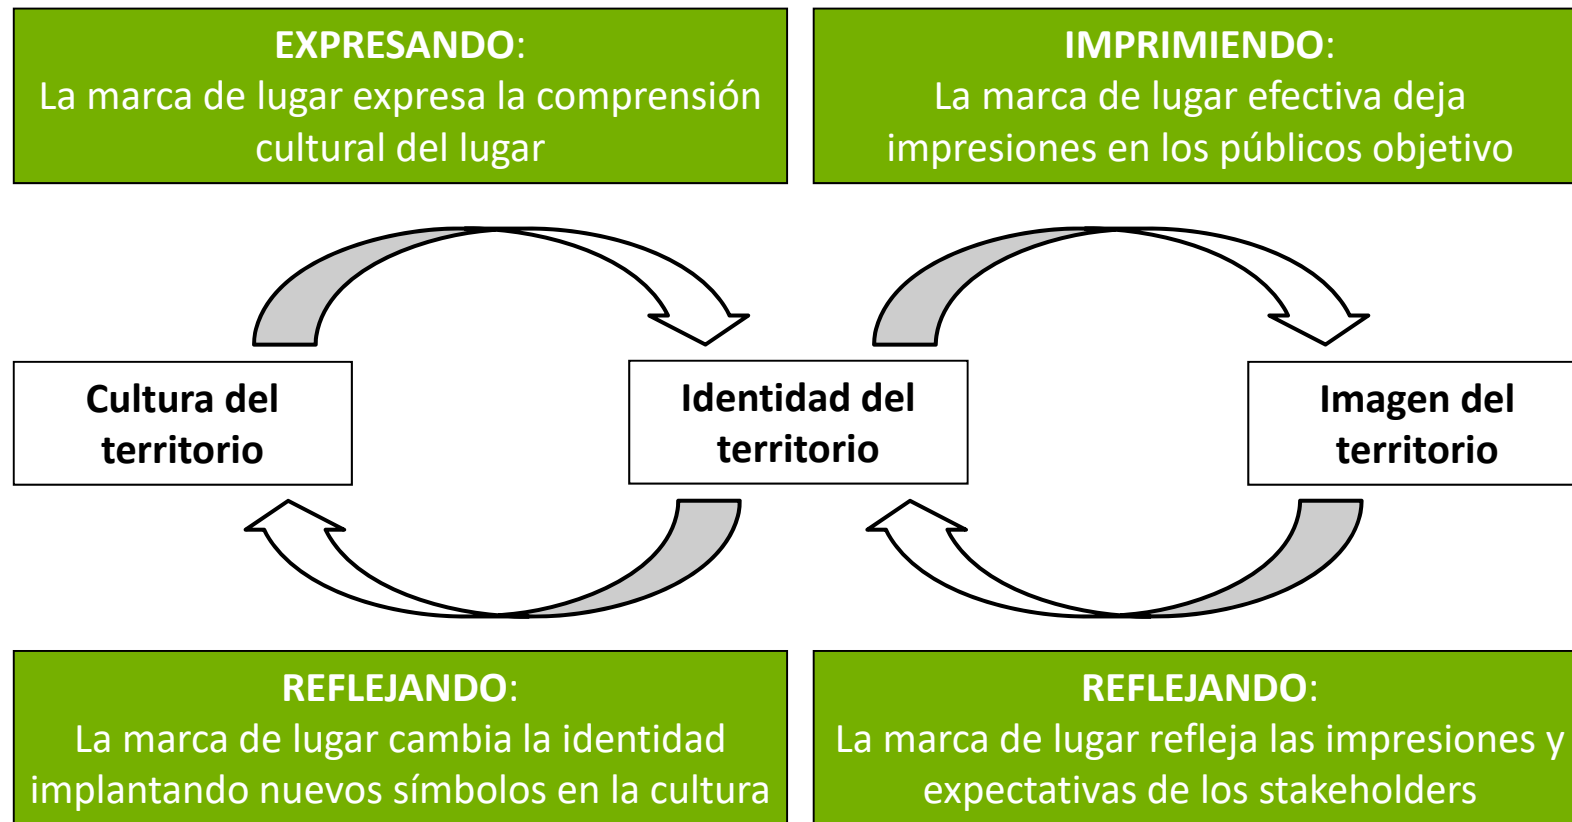 EXPRESANDO:
La marca de lugar expresa la comprensión
cultural del lugar
IMPRIMIENDO:
La marca de lugar efectiva deja
impresiones en los públicos objetivo
Cultura del
territorio
Identidad del
territorio
Imagen del
territorio
REFLEJANDO:
La marca de lugar cambia la identidad
implantando nuevos símbolos en la cultura
REFLEJANDO:
La marca de lugar refleja las impresiones y
expectativas de los stakeholders